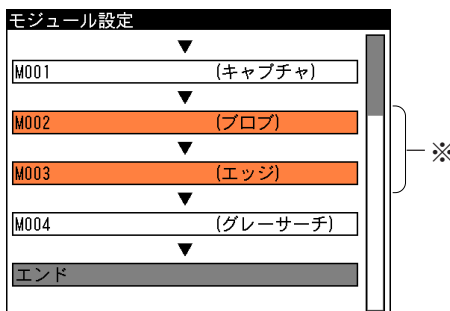 モジュール設定
▼
M001 (キャプチャ)
▼
M002 (ブロブ)
▼
M003 (エッジ)
▼
M004 (グレーサーチ)
▼
エンド
※